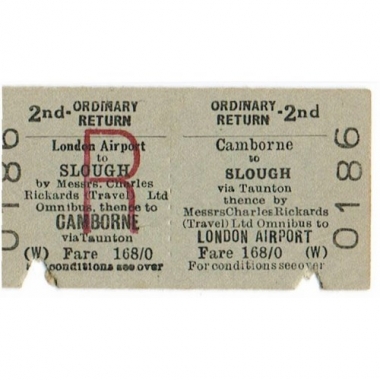 0186
2nd- ORDINARY
RETURN
London Airport
to
SLOUGH
by Messrs. Charles
Rickards (Travel) Ltd
Omnibus, thence to
CAMBORNE
via Taunton
(W) Fare 168/0
For conditions see over
R
ORDINARY -2nd
RETURN
Camborne
to
SLOUGH
via Taunton
thence by
Messrs Charles Rickards
(Travel) Ltd Omnibus to
LONDON AIRPORT
Fare 168/0 (W)
For conditions see over
0186